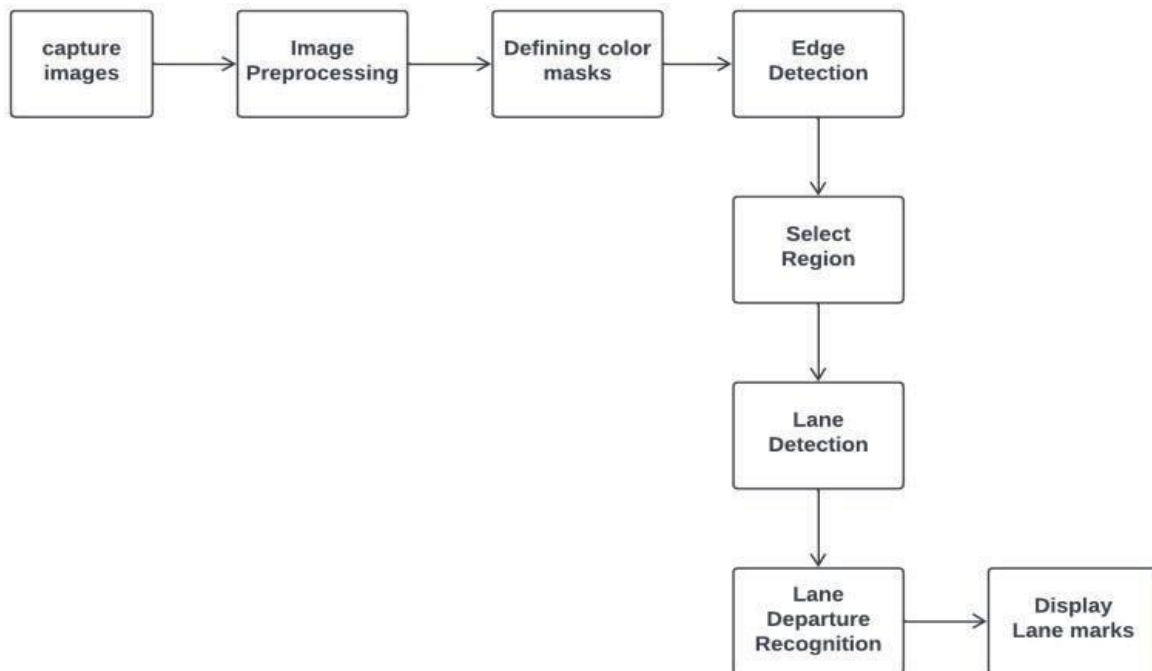 capture
images
Image
Preprocessing
Defining color
masks
Edge
Detection
Select
Region
Lane
Detection
Lane
Departure
Recognition
Display
Lane marks